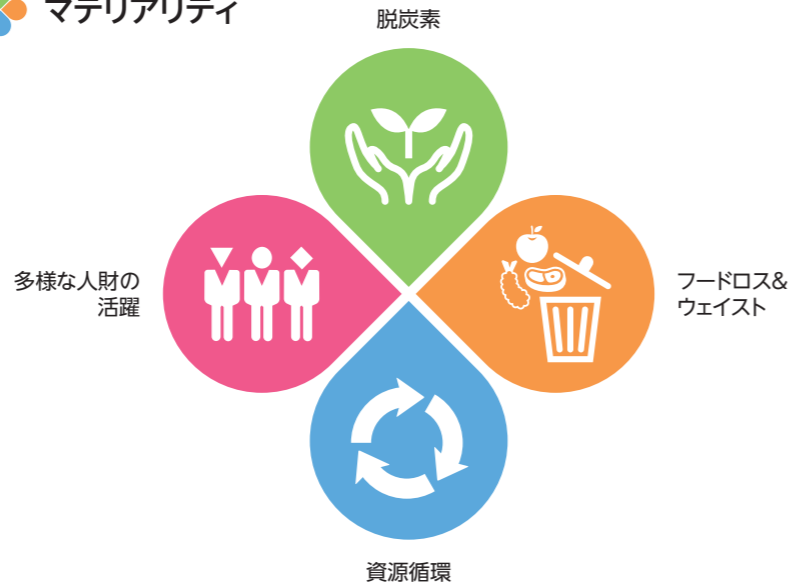 マテリアリティ
脱炭素
多様な人財の
活躍
フードロス&
ウェイスト
資源循環